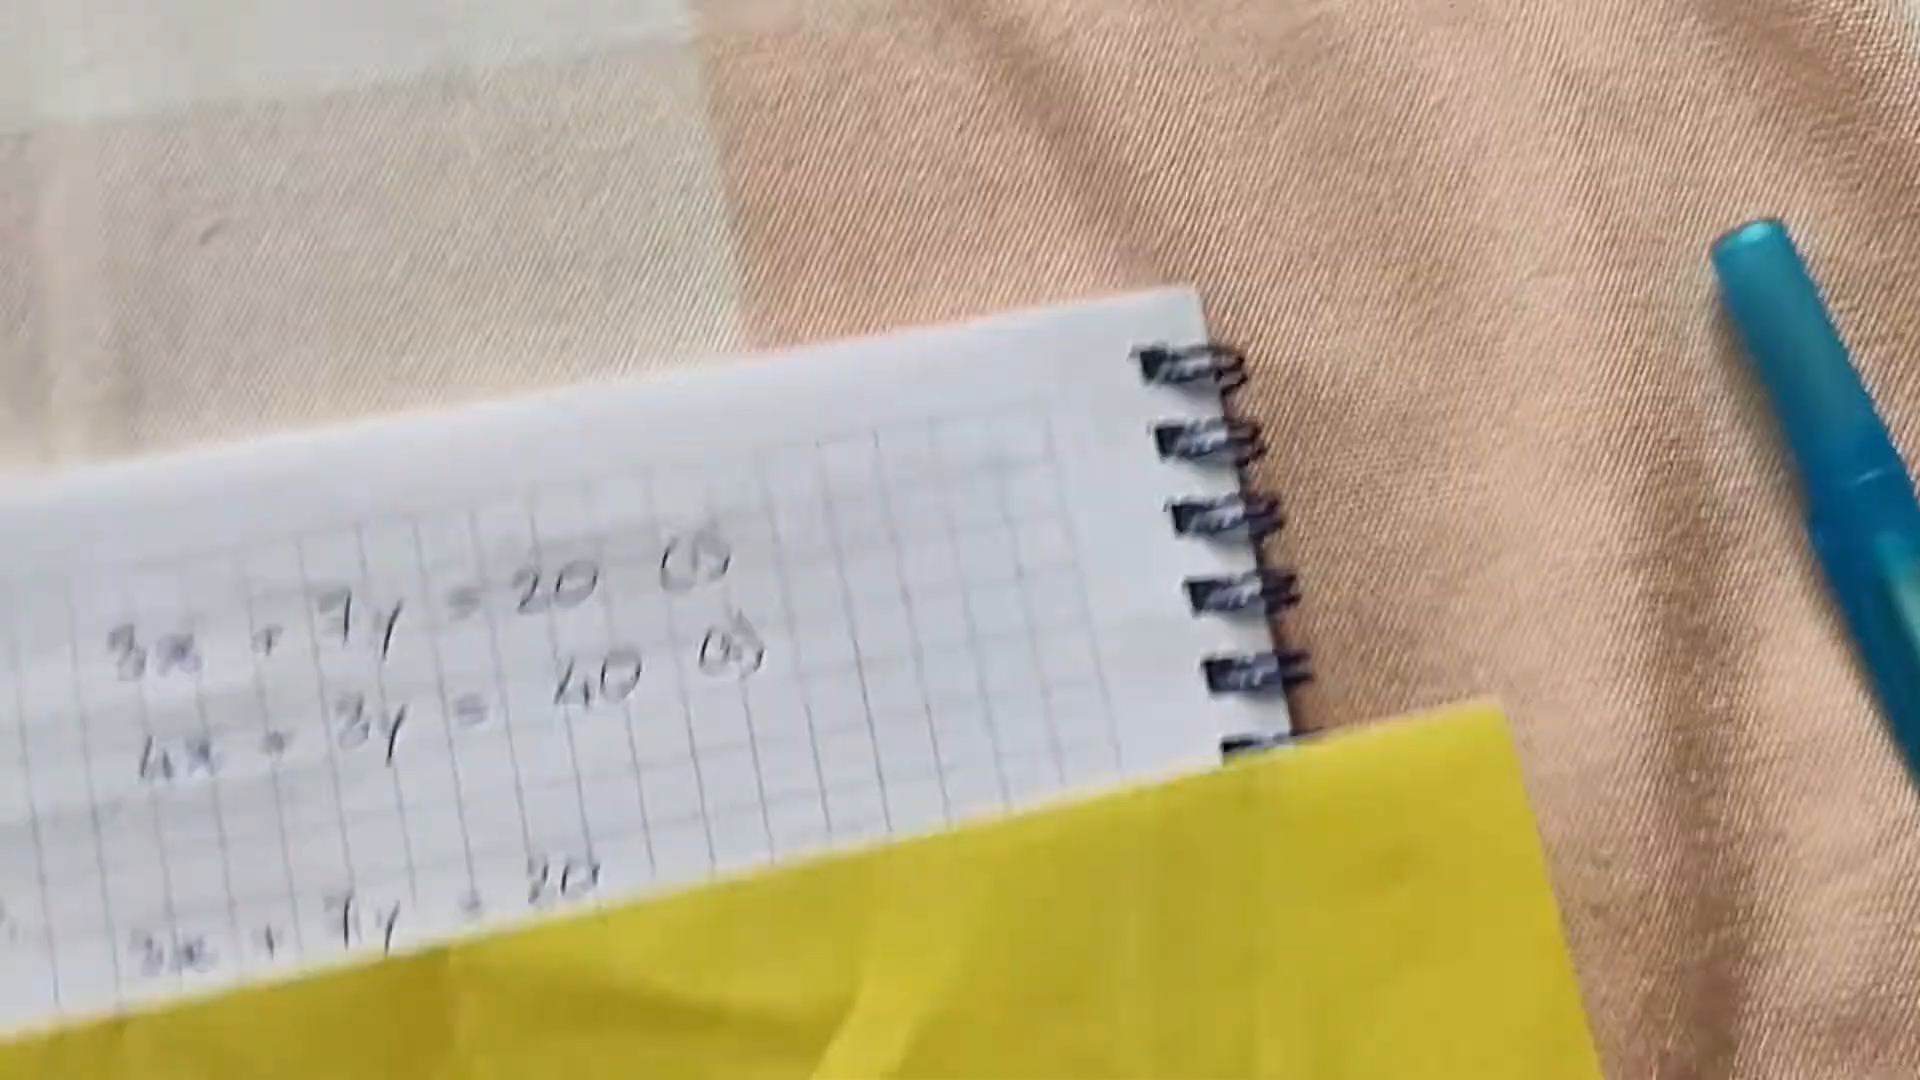 3x + 7y = 20 (1)
4x + 3y = 40 (2)
3x + 7y = 20